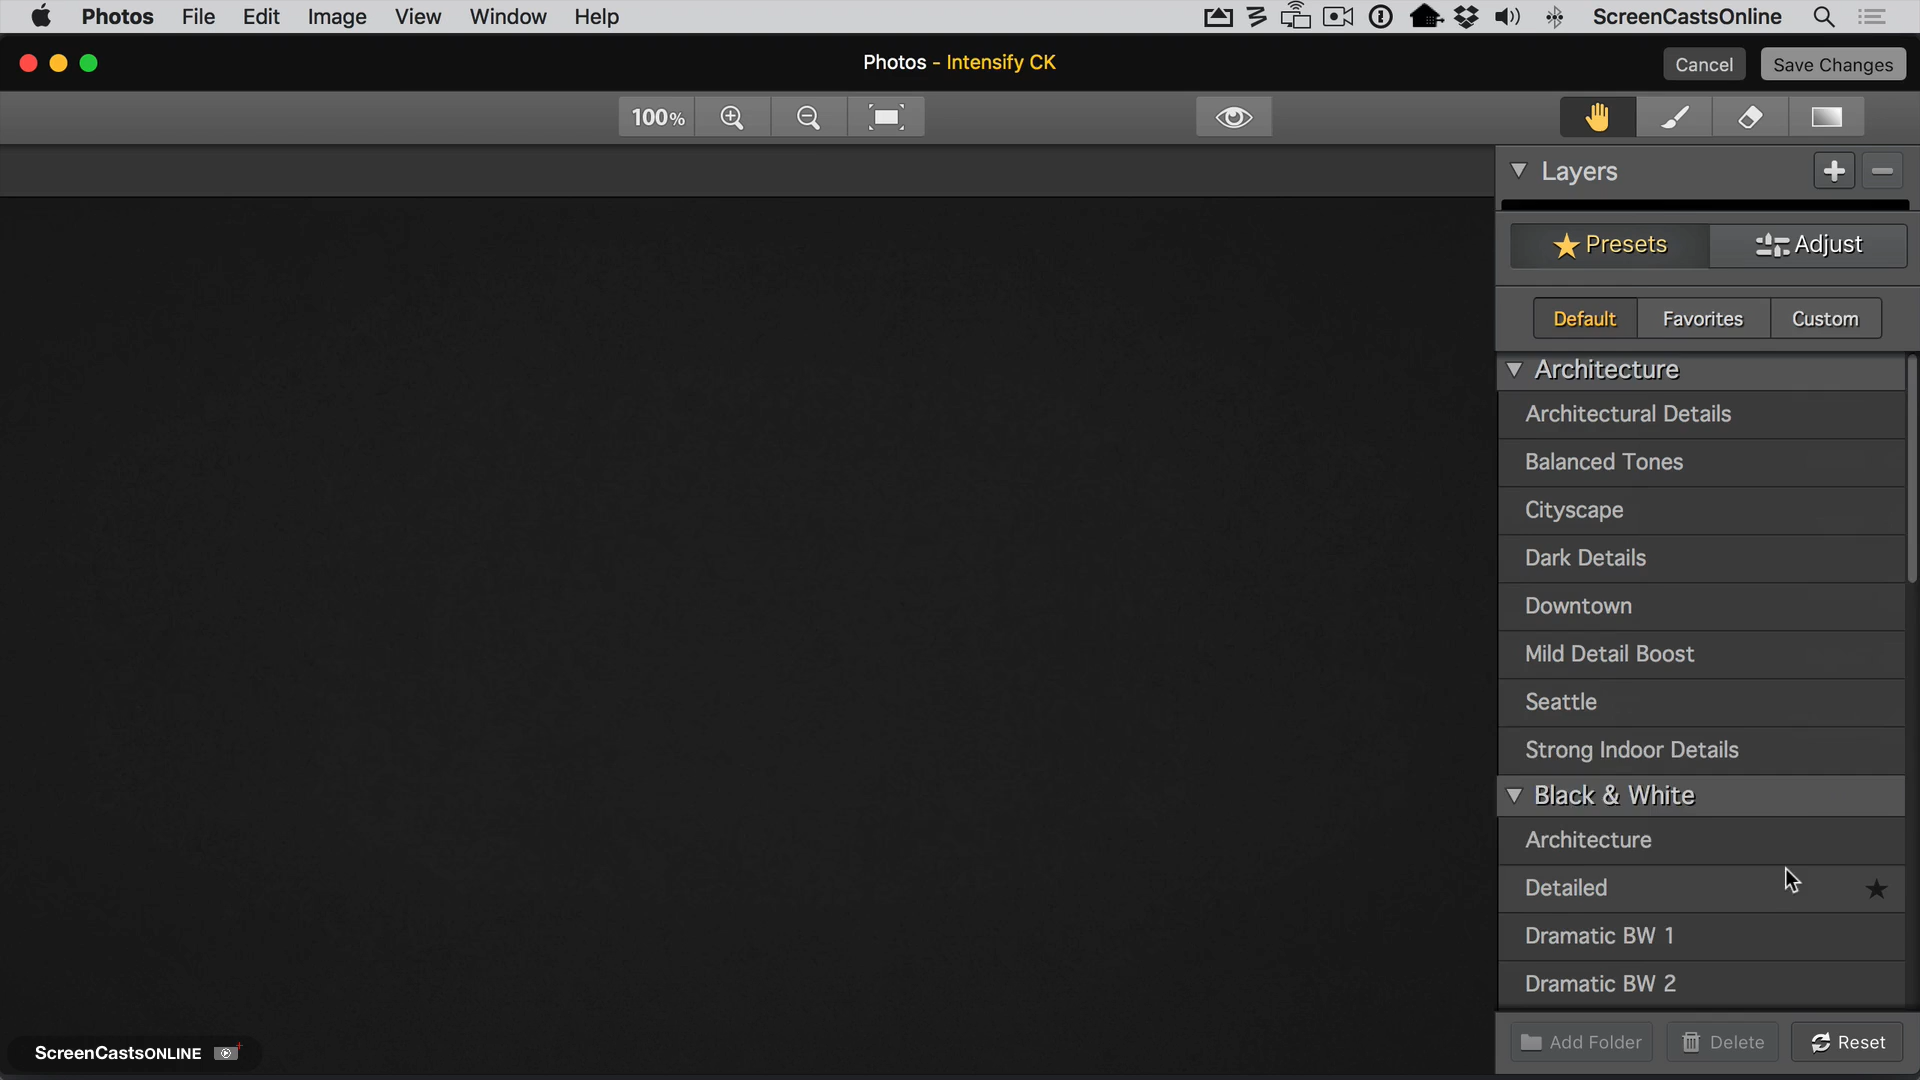 Photos File Edit Image View Window Help ScreenCastsOnline
Photos - Intensify CK
Cancel Save Changes
100%
Layers
Presets Adjust
Default Favorites Custom
Architecture
Architectural Details
Balanced Tones
Cityscape
Dark Details
Downtown
Mild Detail Boost
Seattle
Strong Indoor Details
Black & White
Architecture
Detailed
Dramatic BW 1
Dramatic BW 2
Add Folder Delete Reset
ScreenCastsONLINE